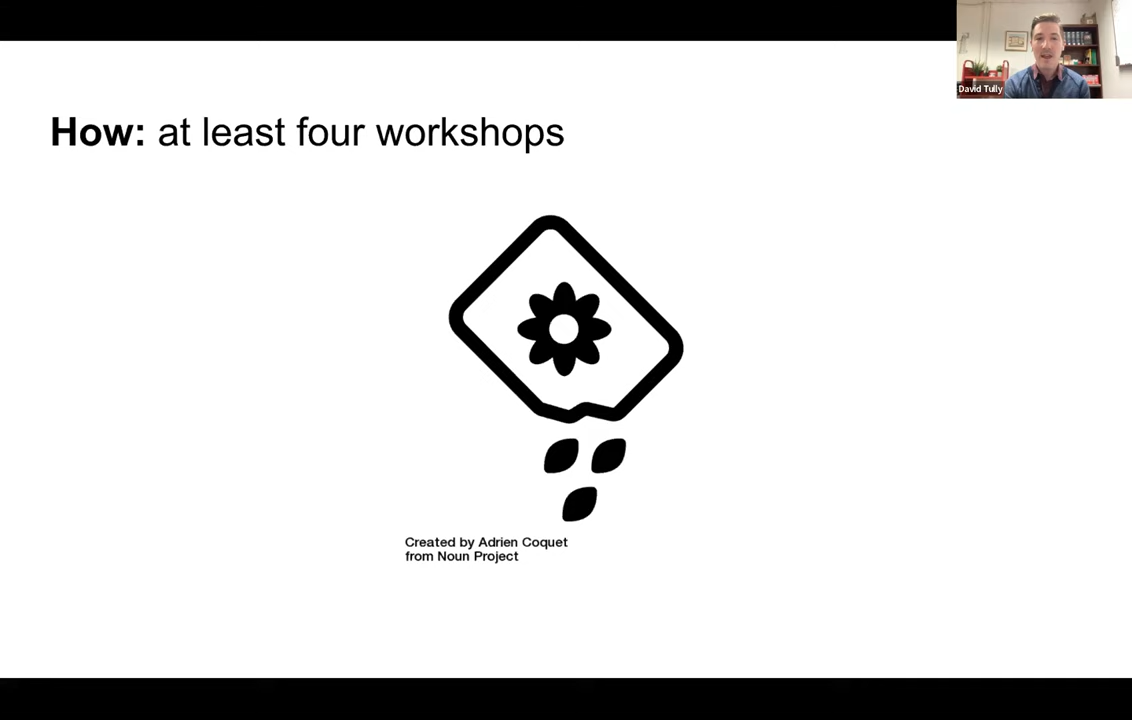 David Tully
How: at least four workshops
Created by Adrien Coquet
from Noun Project